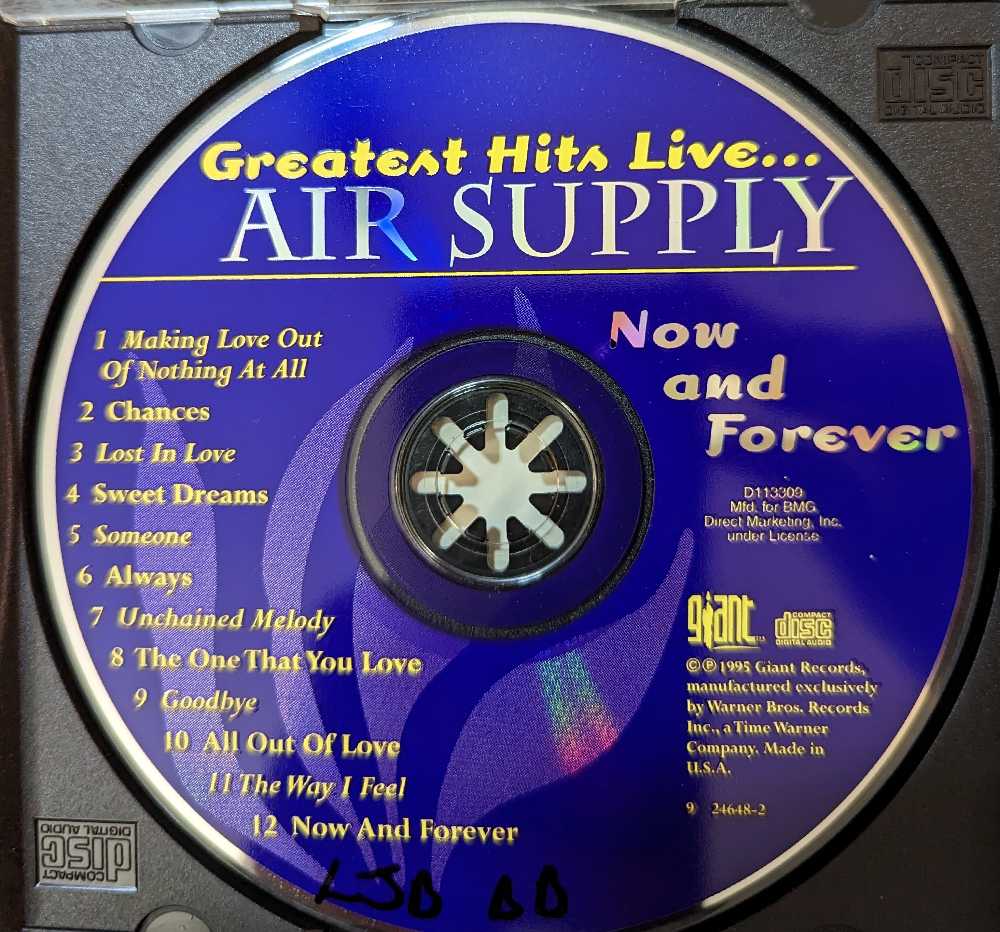 COMPACT
disc
DIGITAL AUDIO
Greatest Hits Live...
AIR SUPPLY
Now
and
Forever
1 Making Love Out
Of Nothing At All
2 Chances
3 Lost In Love
4 Sweet Dreams
5 Someone
6 Always
7 Unchained Melody
8 The One That You Love
9 Goodbye
10 All Out Of Love
11 The Way I Feel
12 Now And Forever
D113309
Mfd. for BMG
Direct Marketing, Inc.
under License
giant TM
COMPACT
disc
DIGITAL AUDIO
©℗ 1995 Giant Records,
manufactured exclusively
by Warner Bros. Records
Inc., a Time Warner
Company. Made in
U.S.A.
9 24648-2
COMPACT
disc
DIGITAL AUDIO